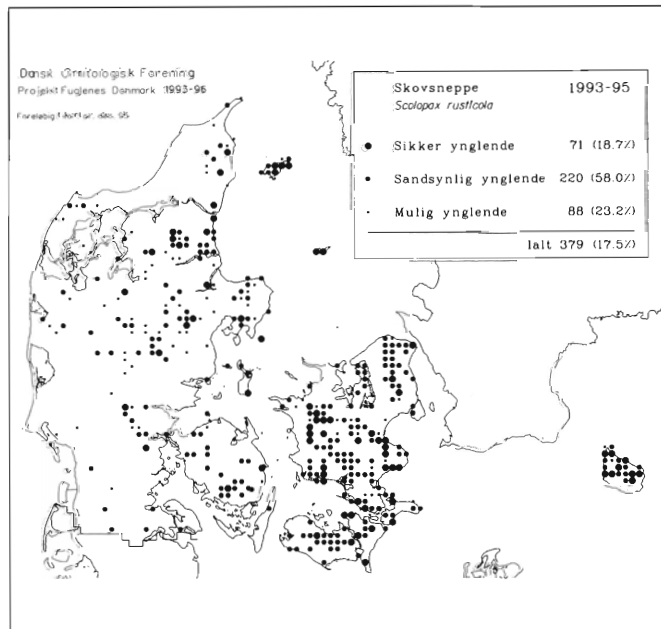 Dansk Ornitologisk Forening
Projekt Fuglenes Danmark 1993-96
Skovsneppe 1993-95
Scolopax rusticola
Sikker ynglende 71 (18.7%)
Sandsynlig ynglende 220 (58.0%)
Mulig ynglende 88 (23.2%)
Ialt 379 (17.5%)